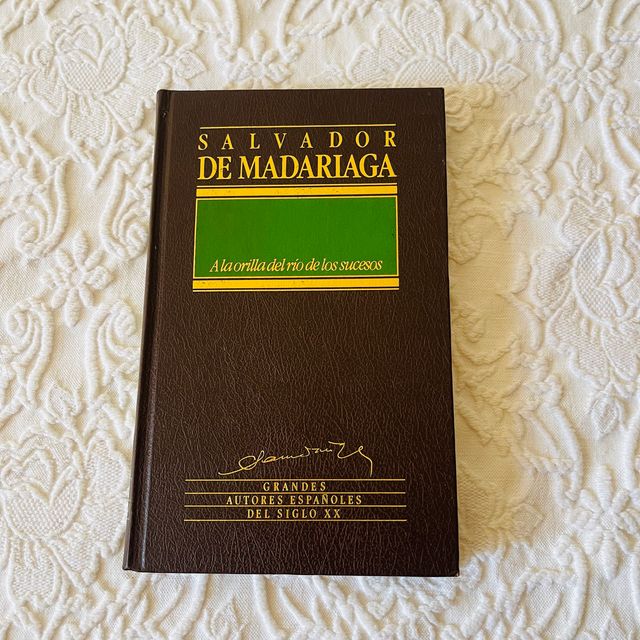 SALVADOR
DE MADARIAGA
A la orilla del río de los sucesos
GRANDES
AUTORES ESPAÑOLES
DEL SIGLO XX